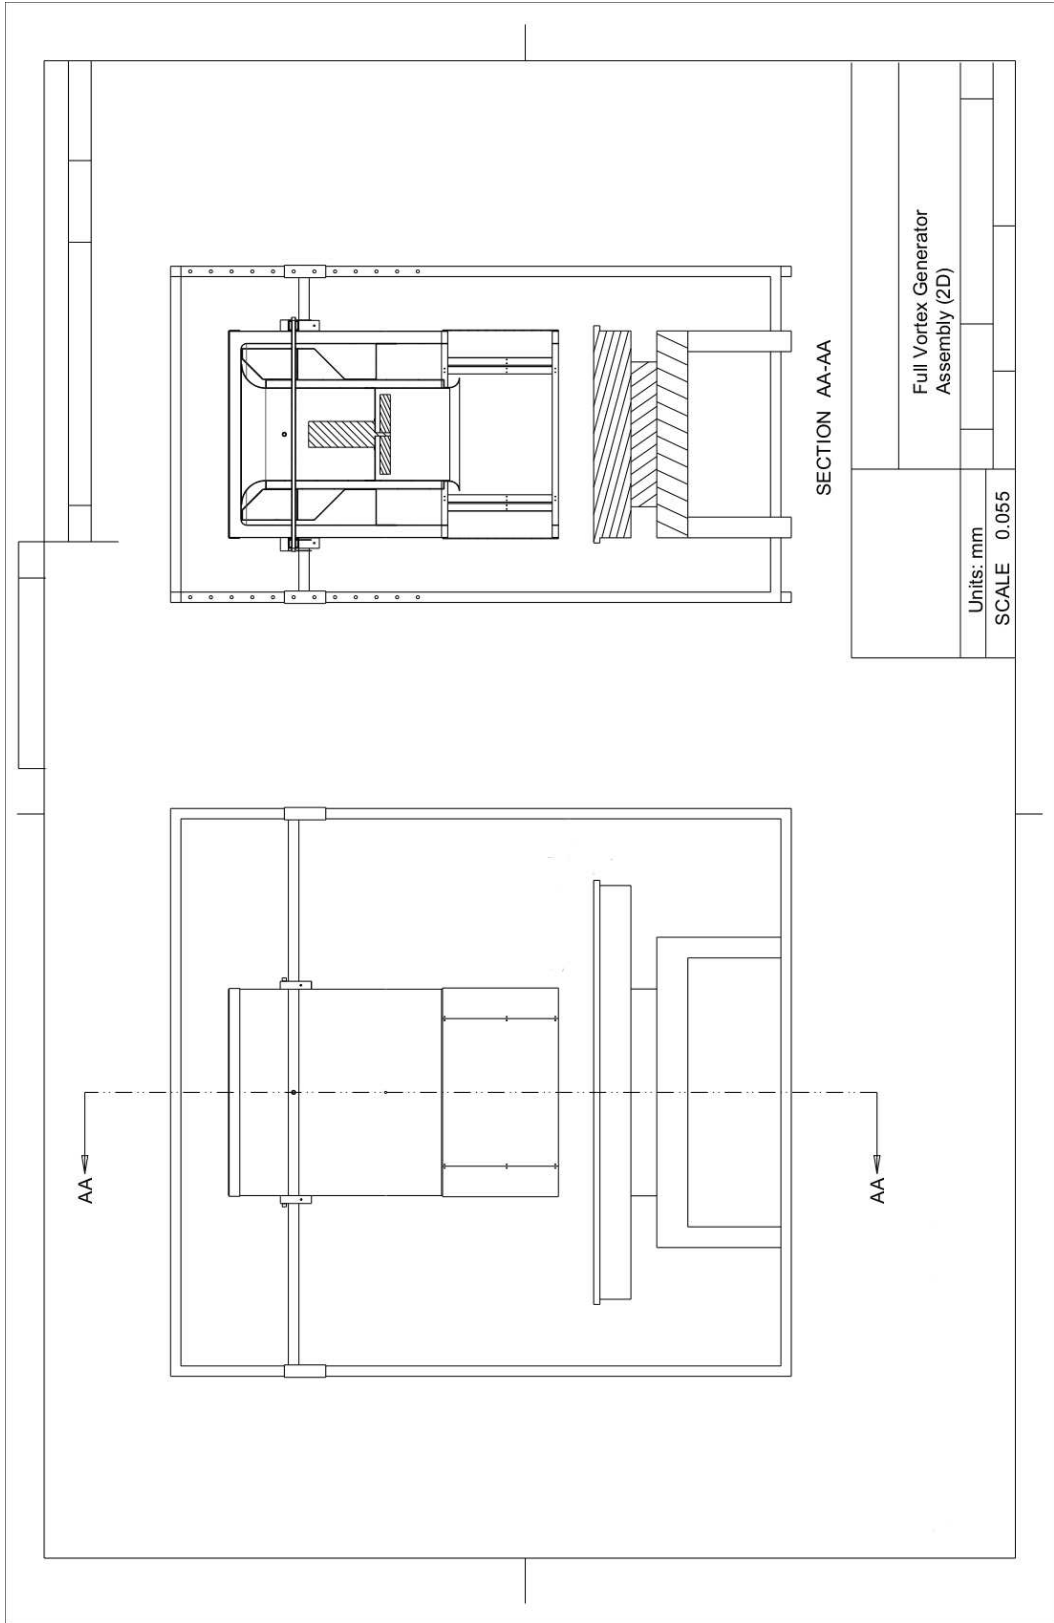 AA
AA
SECTION AA-AA
Full Vortex Generator
Assembly (2D)
Units: mm
SCALE 0.055